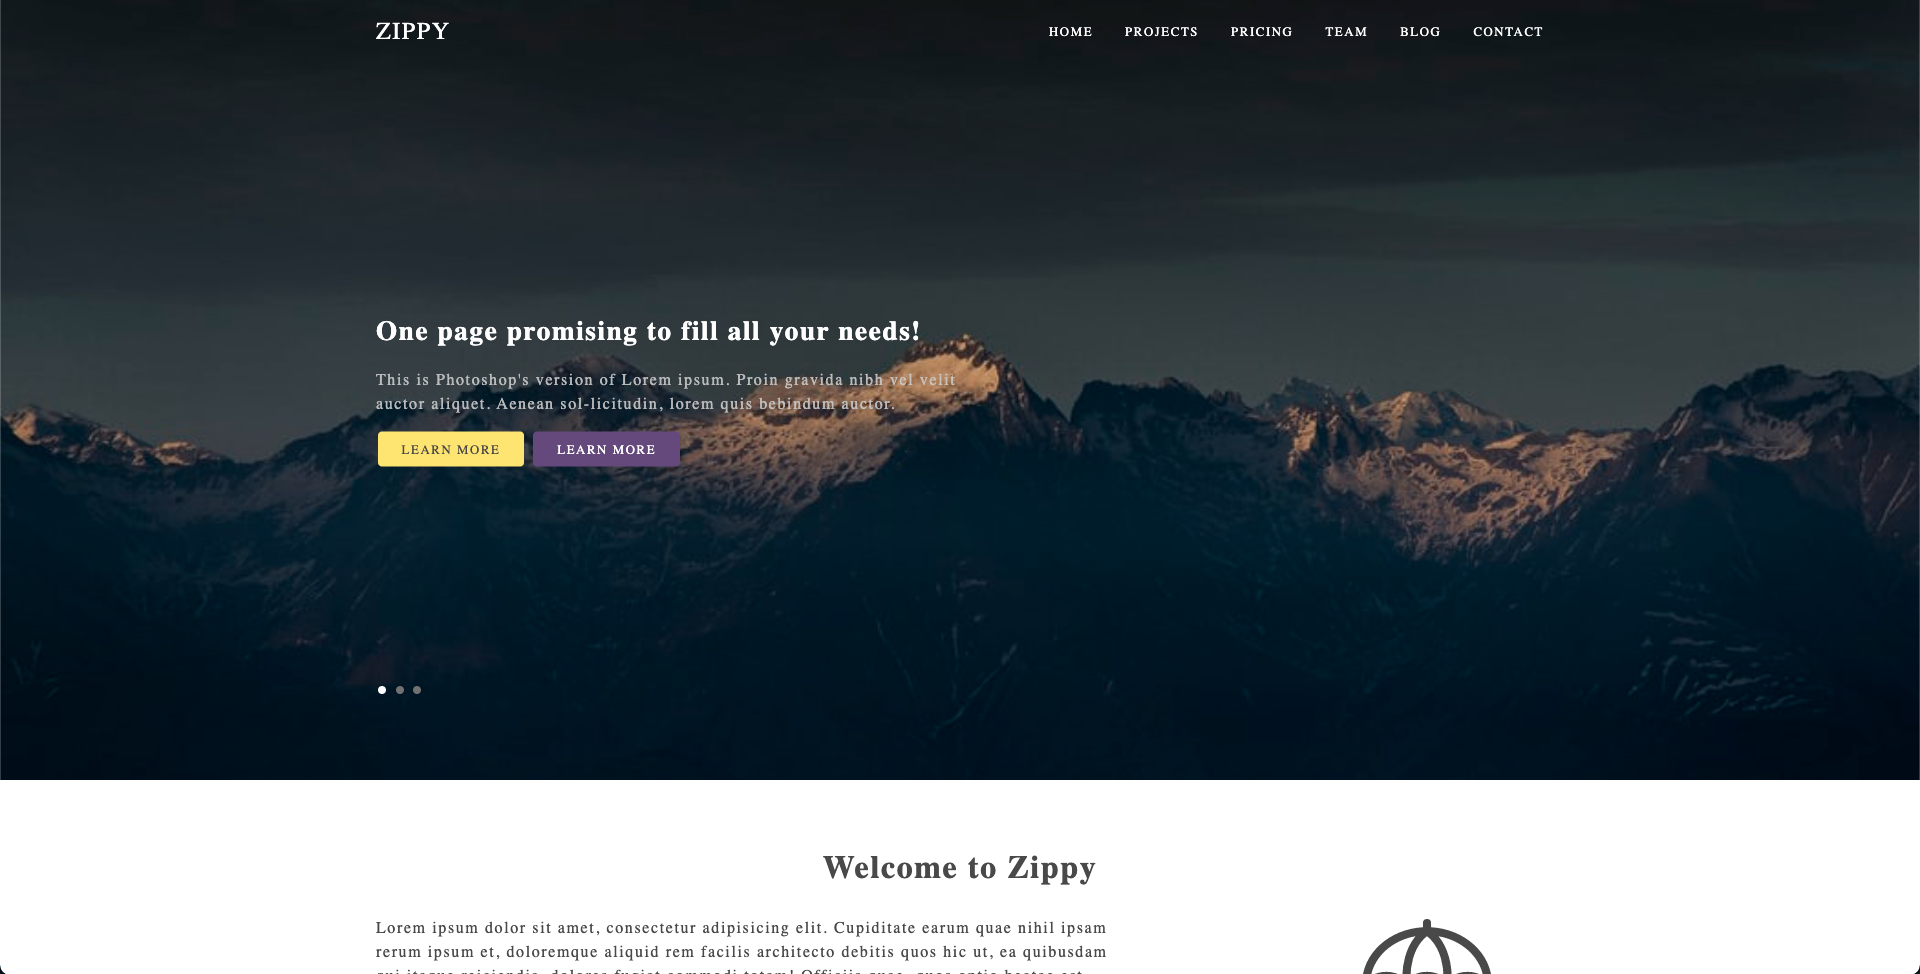 ZIPPY
HOME PROJECTS PRICING TEAM BLOG CONTACT
One page promising to fill all your needs!
This is Photoshop's version of Lorem ipsum. Proin gravida nibh vel velit
auctor aliquet. Aenean sol-licitudin, lorem quis bebindum auctor.
LEARN MORE LEARN MORE
Welcome to Zippy
Lorem ipsum dolor sit amet, consectetur adipisicing elit. Cupiditate earum quae nihil ipsam
rerum ipsum et, doloremque aliquid rem facilis architecto debitis quos hic ut, ea quibusdam